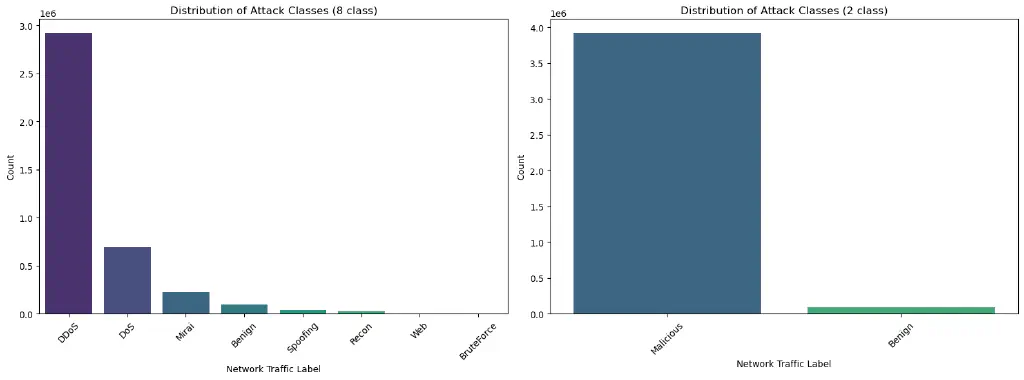 Distribution of Attack Classes (8 class)
1e6
3.0
2.5
2.0
1.5
1.0
0.5
0.0
Count
DDoS
DoS
Mirai
Benign
Spoofing
Recon
Web
BruteForce
Network Traffic Label
Distribution of Attack Classes (2 class)
1e6
4.0
3.5
3.0
2.5
2.0
1.5
1.0
0.5
0.0
Count
Malicious
Benign
Network Traffic Label